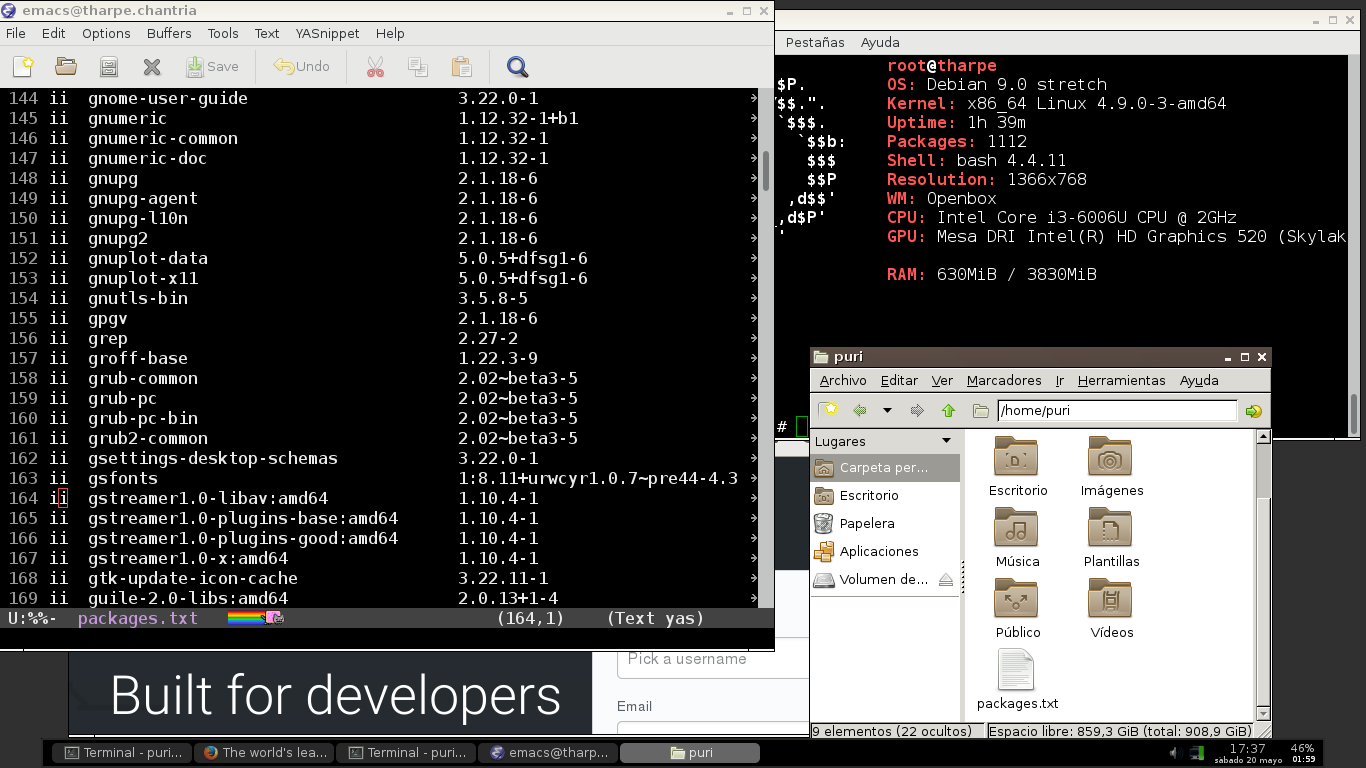 emacs@tharpe.chantria
File Edit Options Buffers Tools Text YASnippet Help
Save Undo
144 ii gnome-user-guide 3.22.0-1
145 ii gnumeric 1.12.32-1+b1
146 ii gnumeric-common 1.12.32-1
147 ii gnumeric-doc 1.12.32-1
148 ii gnupg 2.1.18-6
149 ii gnupg-agent 2.1.18-6
150 ii gnupg-l10n 2.1.18-6
151 ii gnupg2 2.1.18-6
152 ii gnuplot-data 5.0.5+dfsg1-6
153 ii gnuplot-x11 5.0.5+dfsg1-6
154 ii gnutls-bin 3.5.8-5
155 ii gpgv 2.1.18-6
156 ii grep 2.27-2
157 ii groff-base 1.22.3-9
158 ii grub-common 2.02~beta3-5
159 ii grub-pc 2.02~beta3-5
160 ii grub-pc-bin 2.02~beta3-5
161 ii grub2-common 2.02~beta3-5
162 ii gsettings-desktop-schemas 3.22.0-1
163 ii gsfonts 1:8.11+urwcyr1.0.7~pre44-4.3
164 ii gstreamer1.0-libav:amd64 1.10.4-1
165 ii gstreamer1.0-plugins-base:amd64 1.10.4-1
166 ii gstreamer1.0-plugins-good:amd64 1.10.4-1
167 ii gstreamer1.0-x:amd64 1.10.4-1
168 ii gtk-update-icon-cache 3.22.11-1
169 ii guile-2.0-libs:amd64 2.0.13+1-4
U:%%- packages.txt (164,1) (Text yas)
Pestañas Ayuda
root@tharpe
$P. OS: Debian 9.0 stretch
$$.". Kernel: x86_64 Linux 4.9.0-3-amd64
`$$$. Uptime: 1h 39m
`$$b: Packages: 1112
$$$ Shell: bash 4.4.11
$$P Resolution: 1366x768
,d$$' WM: Openbox
,d$P' CPU: Intel Core i3-6006U CPU @ 2GHz
GPU: Mesa DRI Intel(R) HD Graphics 520 (Skylak
RAM: 630MiB / 3830MiB
#
puri
Archivo Editar Ver Marcadores Ir Herramientas Ayuda
/home/puri
Lugares
Carpeta per...
Escritorio
Papelera
Aplicaciones
Volumen de...
Escritorio Imágenes
Música Plantillas
Público Vídeos
packages.txt
9 elementos (22 ocultos) Espacio libre: 859,3 GiB (total: 908,9 GiB)
Built for developers
Pick a username
Email
Terminal - puri... The world's lea... Terminal - puri... emacs@tharp... puri
17:37 46%
sábado 20 mayo 01:59